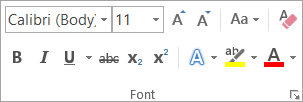 Calibri (Body) 11 A A Aa A
B I U abc x2 x2 A ab A
Font